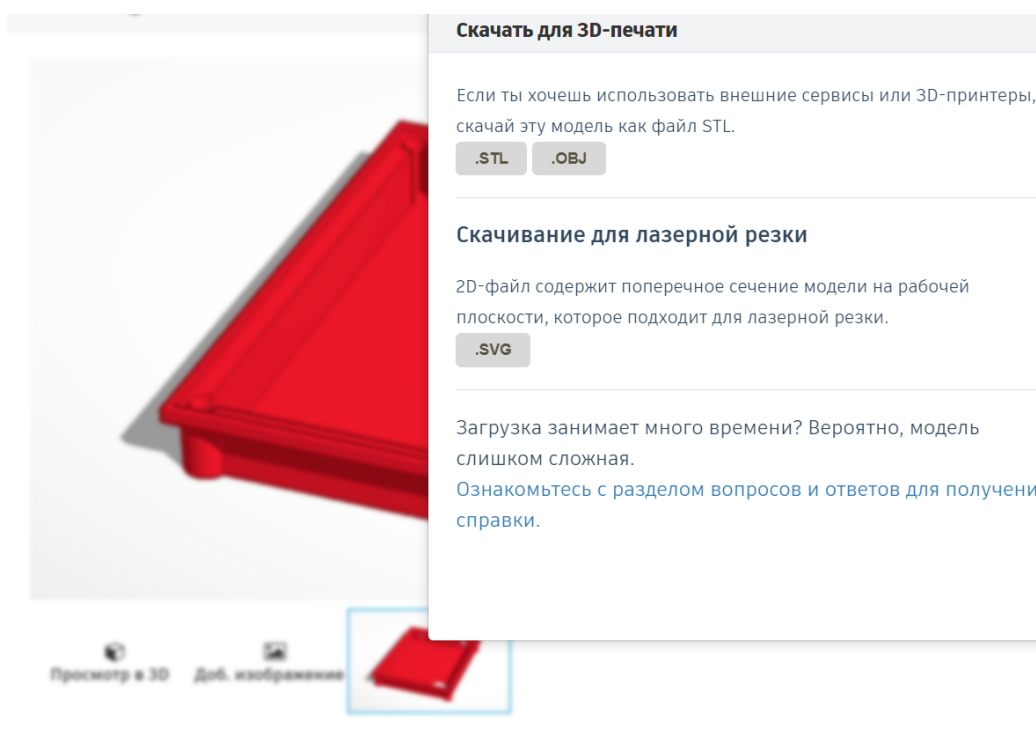 Скачать для 3D-печати
Если ты хочешь использовать внешние сервисы или 3D-принтеры,
скачай эту модель как файл STL.
.STL .OBJ
Скачивание для лазерной резки
2D-файл содержит поперечное сечение модели на рабочей
плоскости, которое подходит для лазерной резки.
.SVG
Загрузка занимает много времени? Вероятно, модель
слишком сложная.
Ознакомьтесь с разделом вопросов и ответов для получени
справки.
Просмотр в 3D Доб. изображение